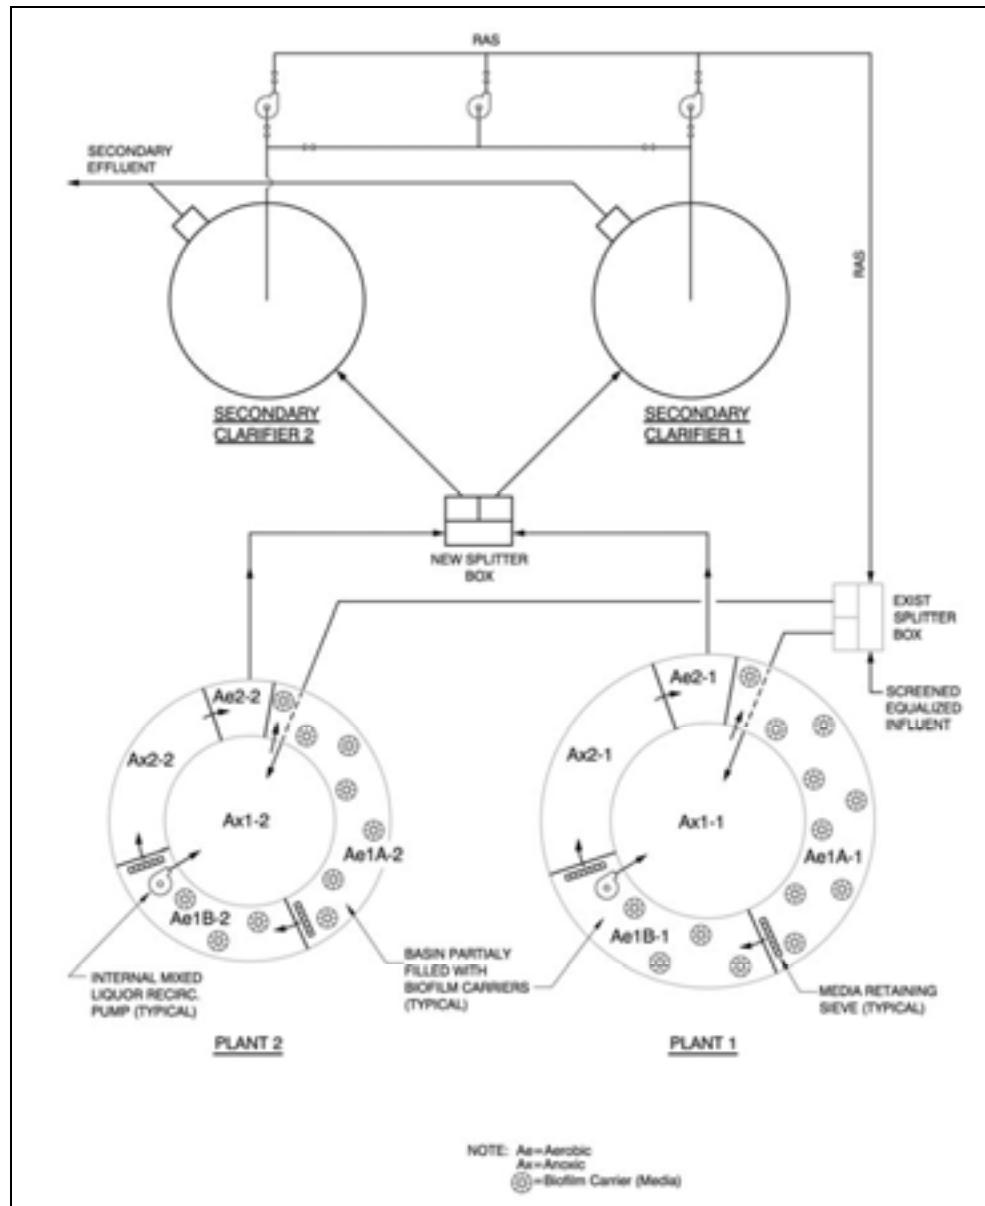 RAS
SECONDARY
EFFLUENT
RAS
SECONDARY
CLARIFIER 2
SECONDARY
CLARIFIER 1
NEW SPLITTER
BOX
EXIST
SPLITTER
BOX
SCREENED
EQUALIZED
INFLUENT
Ae2-2
Ax2-2
Ax1-2
Ae1A-2
Ae1B-2
Ae2-1
Ax2-1
Ax1-1
Ae1A-1
Ae1B-1
INTERNAL MIXED
LIQUOR RECIRC.
PUMP (TYPICAL)
BASIN PARTIALY
FILLED WITH
BIOFILM CARRIERS
(TYPICAL)
MEDIA RETAINING
SIEVE (TYPICAL)
PLANT 2
PLANT 1
NOTE: Ae=Aerobic
Ax=Anoxic
=Biofilm Carrier (Media)